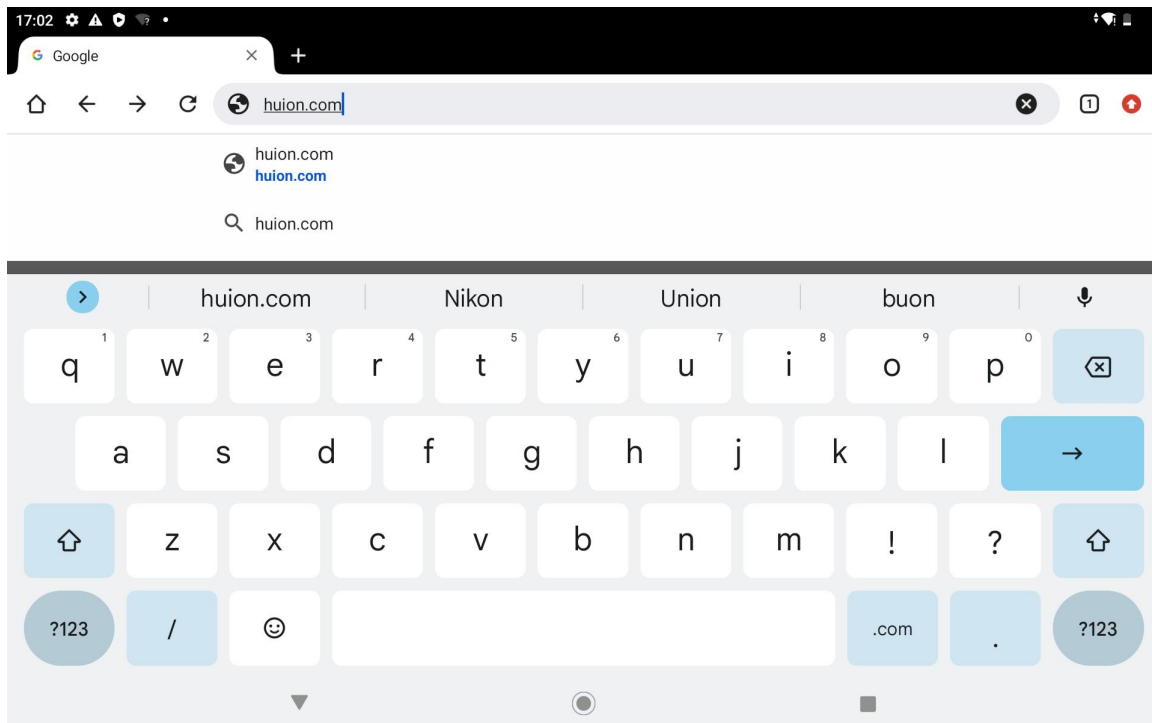 17:02
Google
huion.com
1
huion.com
huion.com
huion.com
huion.com Nikon Union buon
q 1 w 2 e 3 r 4 t 5 y 6 u 7 i 8 o 9 p 0
a s d f g h j k l
z x c v b n m ! ?
?123 / .com . ?123